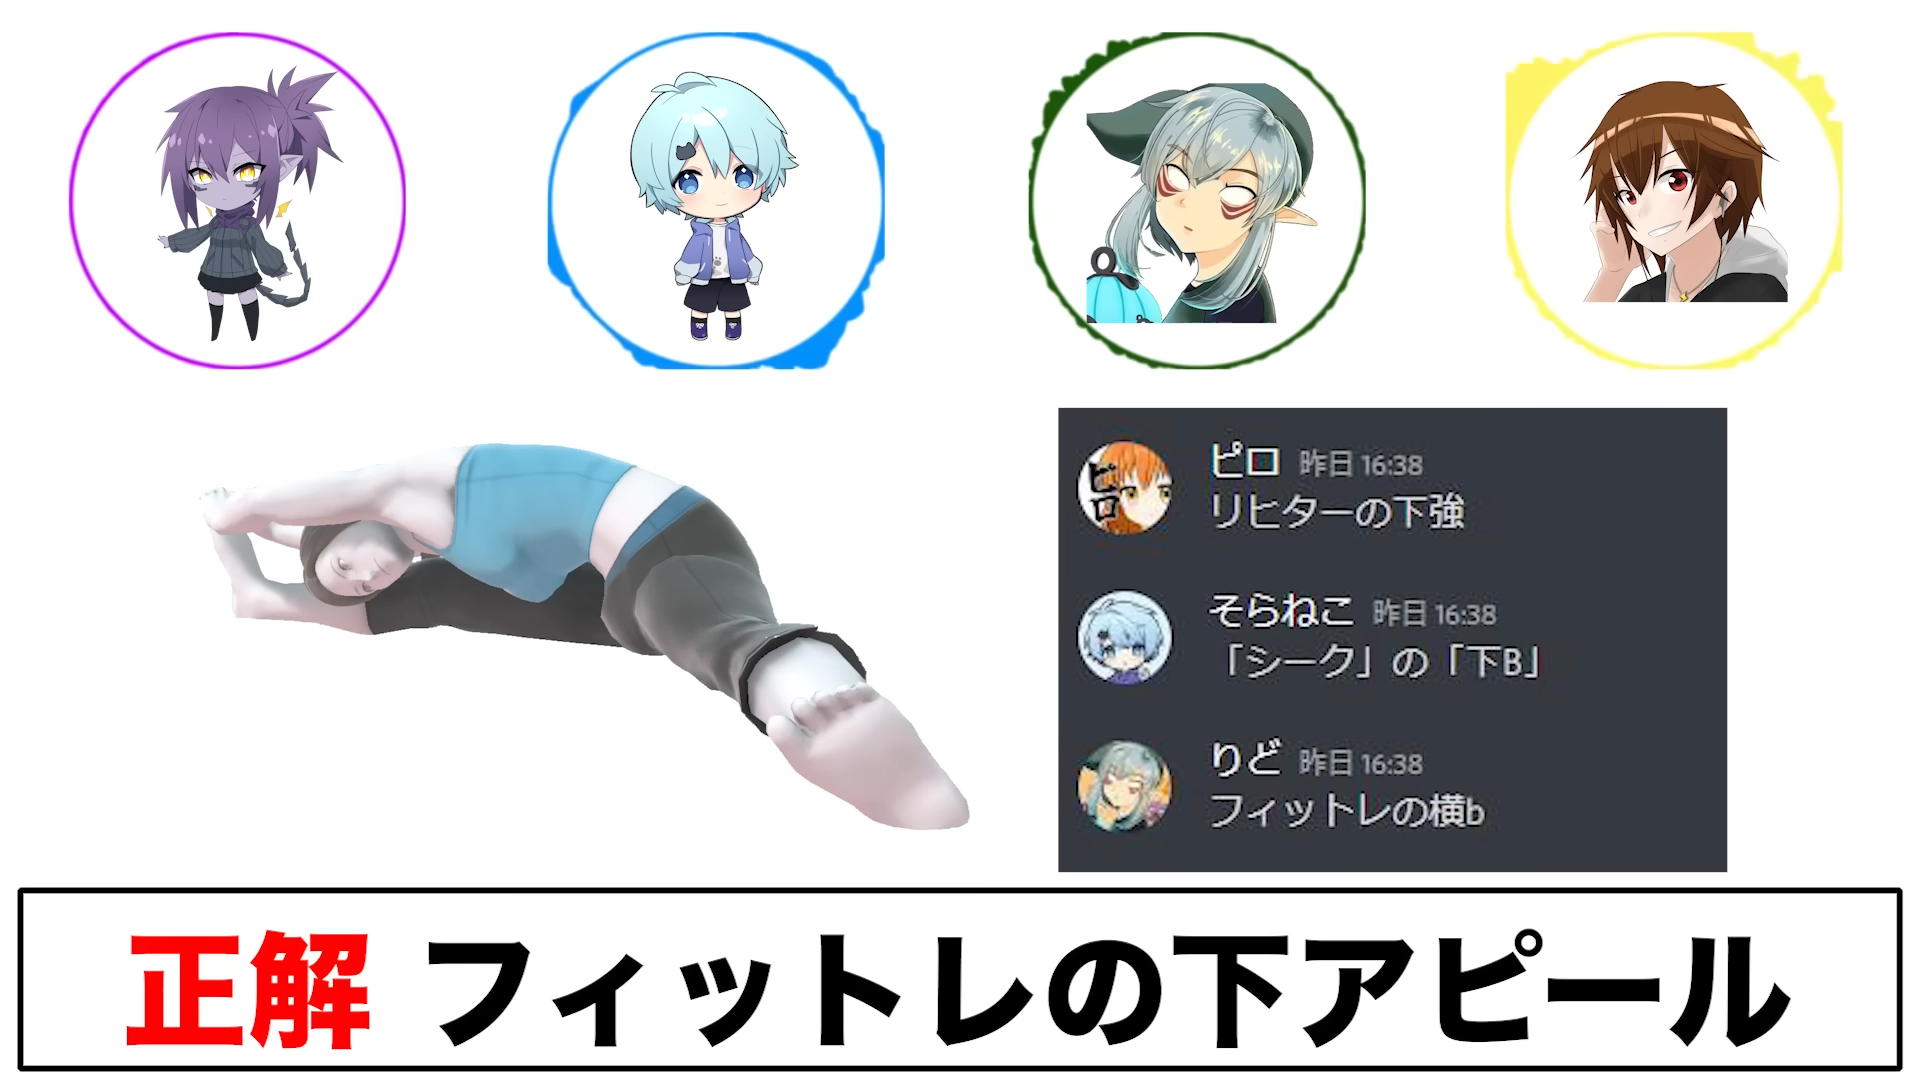 ピロ 昨日 16:38
リヒターの下強
そらねこ 昨日 16:38
「シーク」の「下B」
りど 昨日 16:38
フィットレの横b
正解 フィットレの下アピール